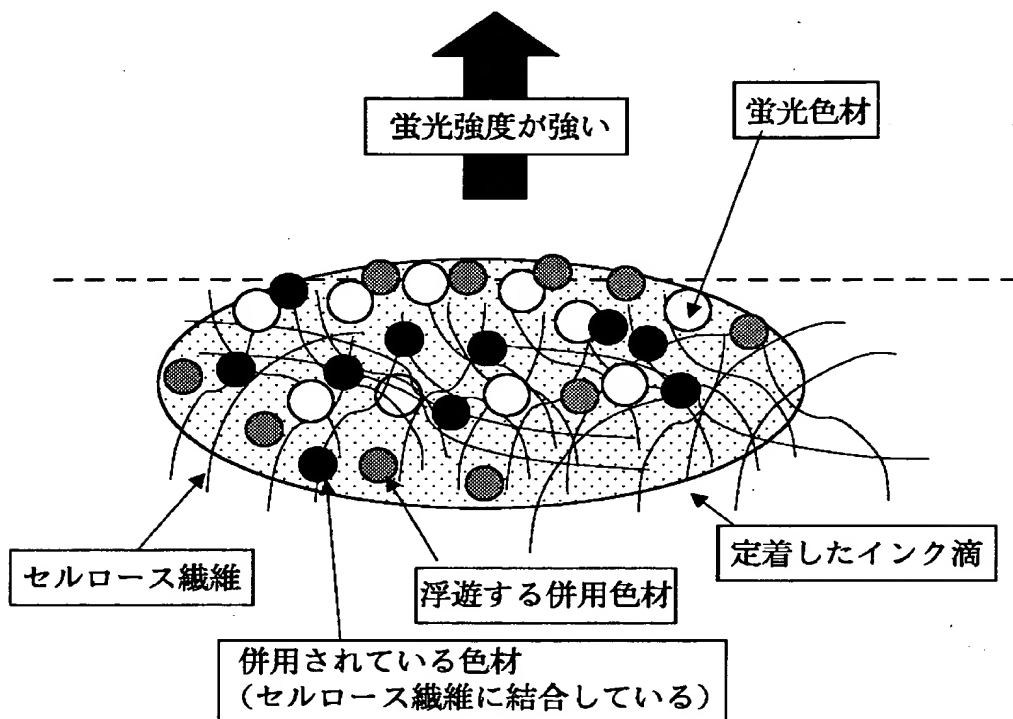 蛍光強度が強い
蛍光色材
セルロース繊維
定着したインク滴
浮遊する併用色材
併用されている色材
（セルロース繊維に結合している）